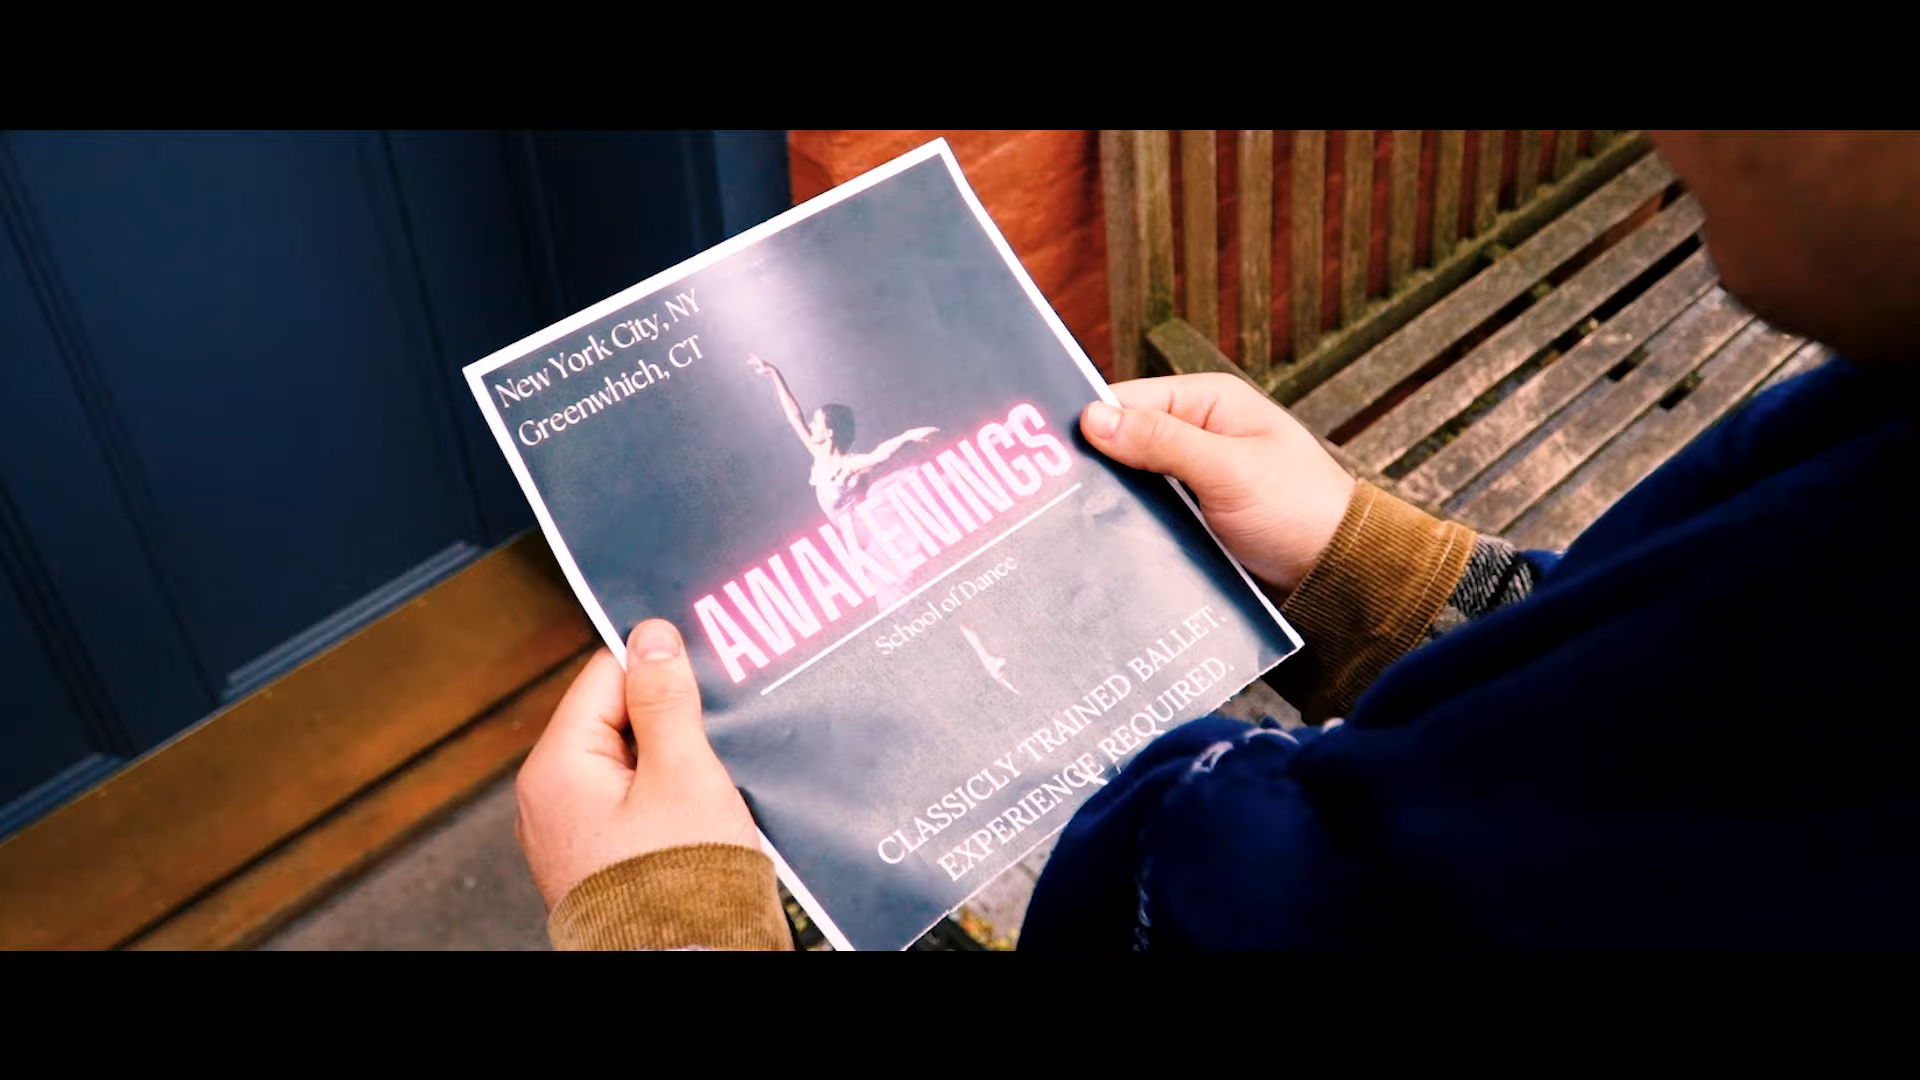 New York City, NY
Greenwhich, CT
AWAKENINGS
School of Dance
CLASSICLY TRAINED BALLET.
EXPERIENCE REQUIRED.